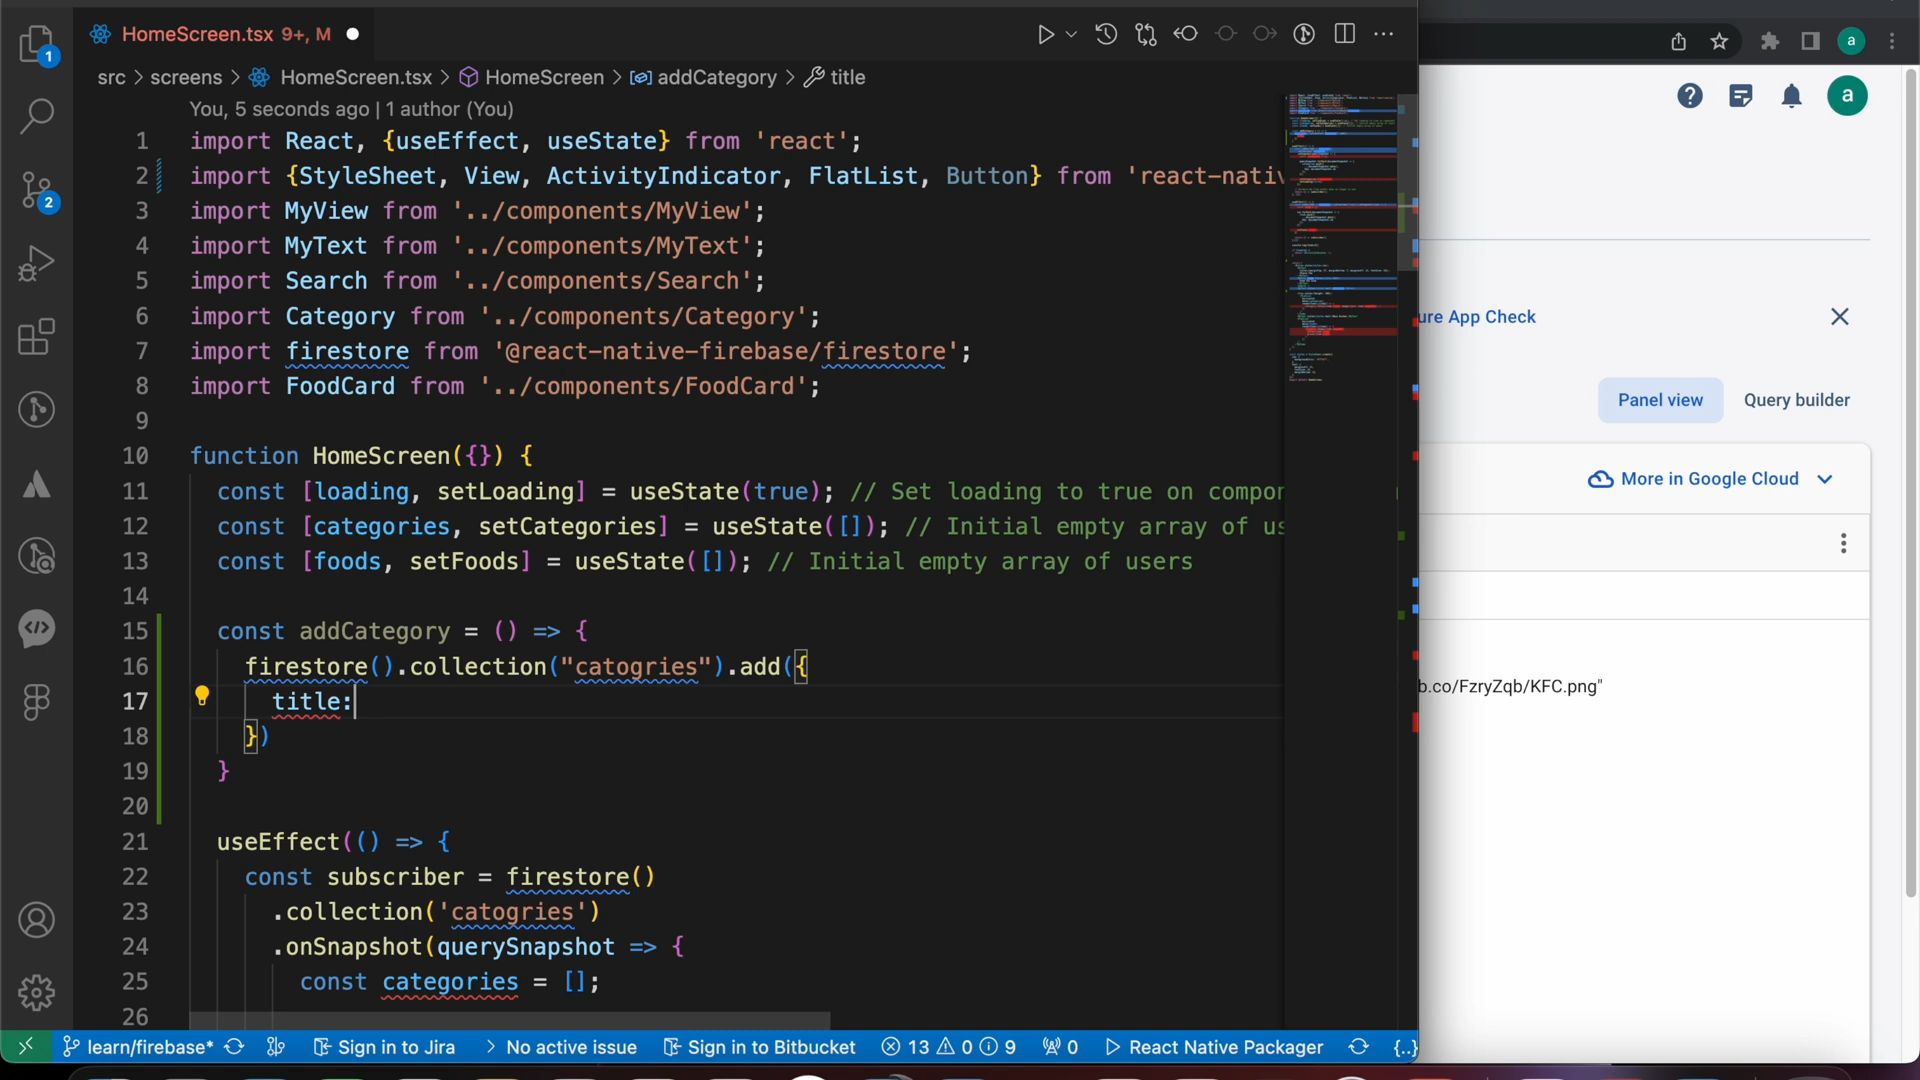 HomeScreen.tsx 9+, M
src > screens > HomeScreen.tsx > HomeScreen > addCategory > title
You, 5 seconds ago | 1 author (You)
1 import React, {useEffect, useState} from 'react';
2 import {StyleSheet, View, ActivityIndicator, FlatList, Button} from 'react-nativ
3 import MyView from '../components/MyView';
4 import MyText from '../components/MyText';
5 import Search from '../components/Search';
6 import Category from '../components/Category';
7 import firestore from '@react-native-firebase/firestore';
8 import FoodCard from '../components/FoodCard';
9
10 function HomeScreen({}) {
11 const [loading, setLoading] = useState(true); // Set loading to true on compon
12 const [categories, setCategories] = useState([]); // Initial empty array of us
13 const [foods, setFoods] = useState([]); // Initial empty array of users
14
15 const addCategory = () => {
16 firestore().collection("catogries").add({
17 title:
18 })
19 }
20
21 useEffect(() => {
22 const subscriber = firestore()
23 .collection('catogries')
24 .onSnapshot(querySnapshot => {
25 const categories = [];
26
1
2
learn/firebase* Sign in to Jira No active issue Sign in to Bitbucket 13 0 9 0 React Native Packager {..}
a
a
ure App Check
Panel view Query builder
More in Google Cloud
b.co/FzryZqb/KFC.png"